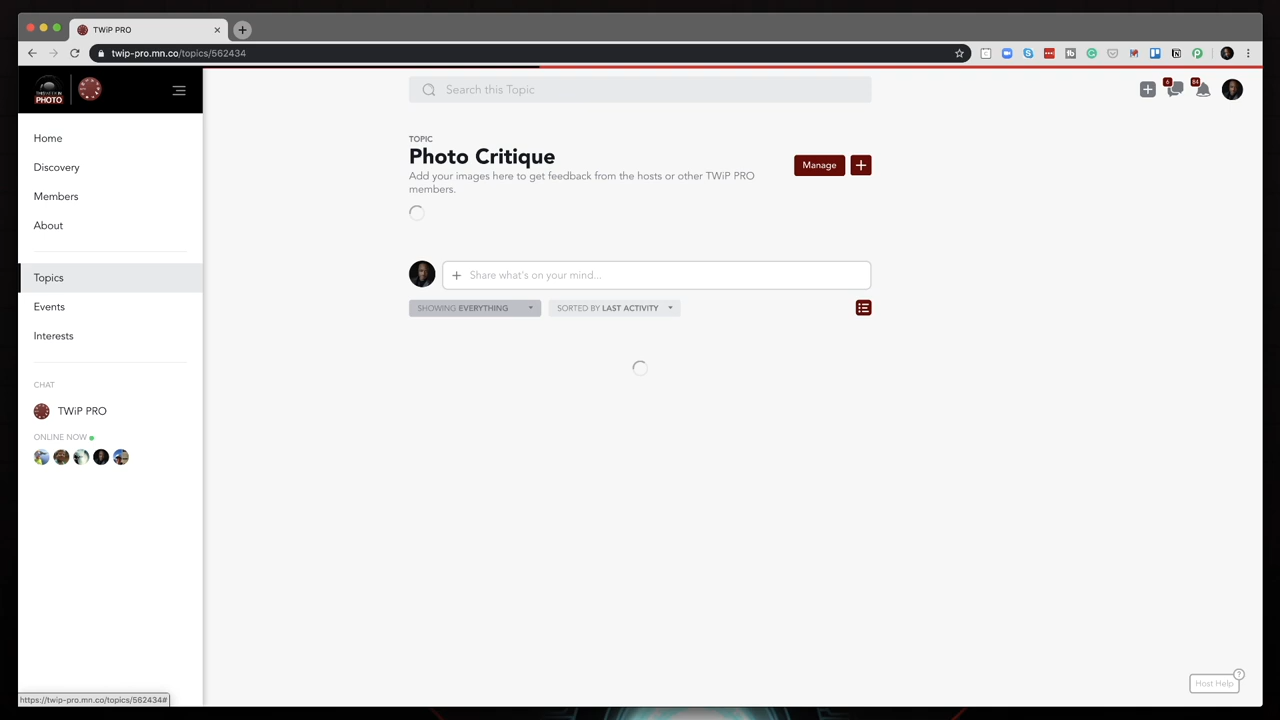 TWiP PRO
twip-pro.mn.co/topics/562434
PHOTO
Search this Topic
6
84
Home
Discovery
Members
About
Topics
Events
Interests
CHAT
TWiP PRO
ONLINE NOW
TOPIC
Photo Critique
Add your images here to get feedback from the hosts or other TWiP PRO
members.
Manage
Share what's on your mind...
SHOWING EVERYTHING
SORTED BY LAST ACTIVITY
Host Help
?
https://twip-pro.mn.co/topics/562434#